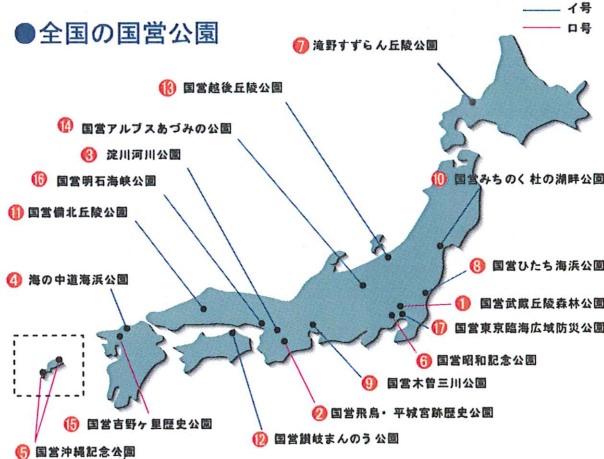 ●全国の国営公園
イ号
ロ号
7 滝野すずらん丘陵公園
13 国営越後丘陵公園
14 国営アルプスあづみの公園
3 淀川河川公園
16 国営明石海峡公園
10 国営みちのく杜の湖畔公園
11 国営備北丘陵公園
4 海の中道海浜公園
8 国営ひたち海浜公園
1 国営武蔵丘陵森林公園
17 国営東京臨海広域防災公園
6 国営昭和記念公園
9 国営木曽三川公園
2 国営飛鳥・平城宮跡歴史公園
15 国営吉野ヶ里歴史公園
12 国営讃岐まんのう公園
5 国営沖縄記念公園